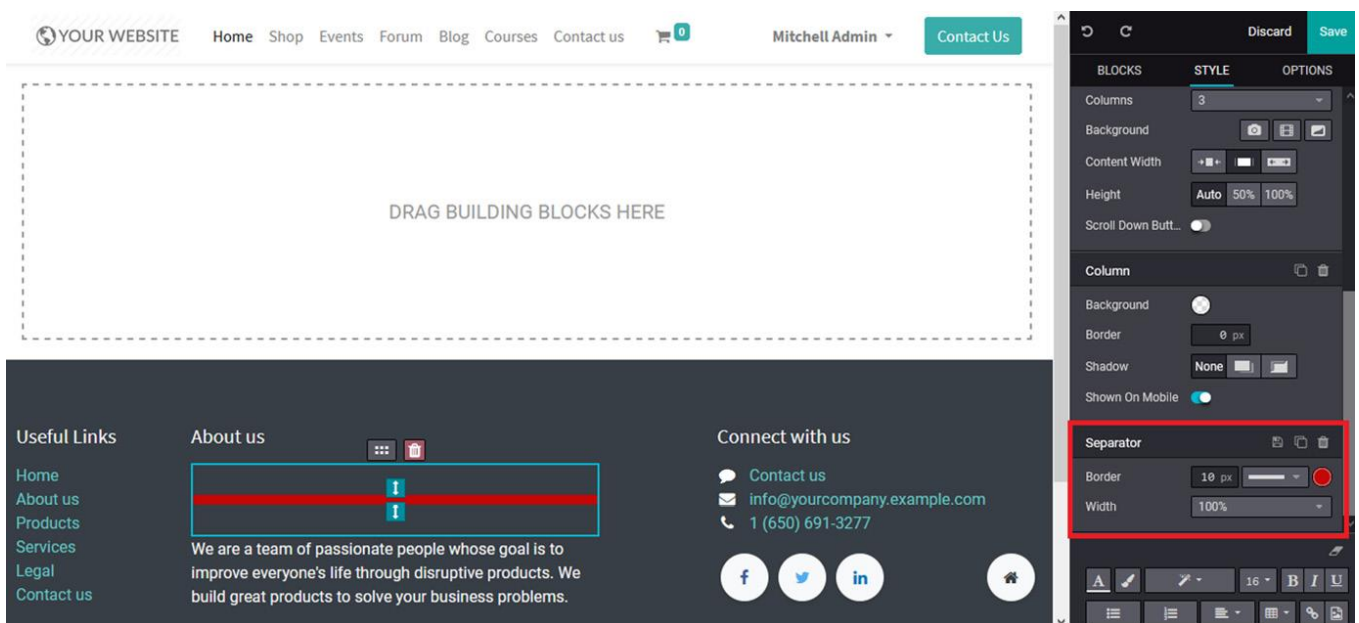 YOUR WEBSITE Home Shop Events Forum Blog Courses Contact us 0 Mitchell Admin Contact Us
DRAG BUILDING BLOCKS HERE
Useful Links
Home
About us
Products
Services
Legal
Contact us
About us
We are a team of passionate people whose goal is to
improve everyone's life through disruptive products. We
build great products to solve your business problems.
Connect with us
Contact us
info@yourcompany.example.com
1 (650) 691-3277
Discard Save
BLOCKS STYLE OPTIONS
Columns 3
Background
Content Width
Height Auto 50% 100%
Scroll Down Butt...
Column
Background
Border 0 px
Shadow None
Shown On Mobile
Separator
Border 10 px
Width 100%
A 16 B I U